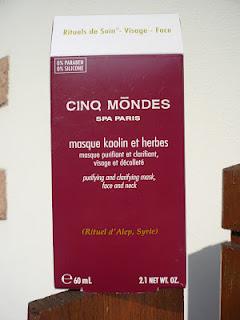 Rituels de Soin - Visage - Face
0% PARABEN
0% SILICONE
CINQ MONDES
SPA PARIS
masque kaolin et herbes
masque purifiant et clarifiant,
visage et décolleté
purifying and clarifying mask,
face and neck
(Rituel d'Alep, Syrie)
℮ 60 mL 2.1 NET WT. OZ.